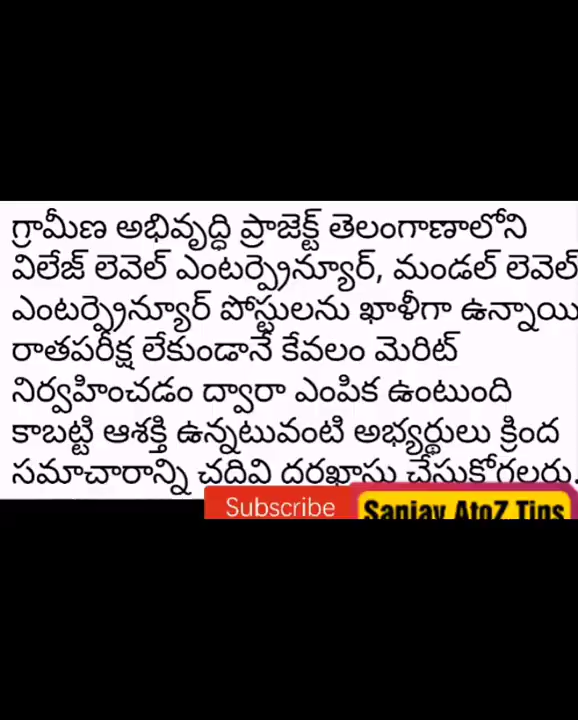 గ్రామీణ అభివృద్ధి ప్రాజెక్ట్ తెలంగాణాలోని
విలేజ్ లెవెల్ ఎంటర్ప్రెన్యూర్, మండల్ లెవెల్
ఎంటర్ప్రెన్యూర్ పోస్టులను ఖాళీగా ఉన్నాయి
రాతపరీక్ష లేకుండానే కేవలం మెరిట్
నిర్వహించడం ద్వారా ఎంపిక ఉంటుంది
కాబట్టి ఆశక్తి ఉన్నటువంటి అభ్యర్థులు క్రింద
సమాచారాన్ని చదివి దరఖాస్తు చేసుకోగలరు.
Subscribe
Sanjay AtoZ Tips